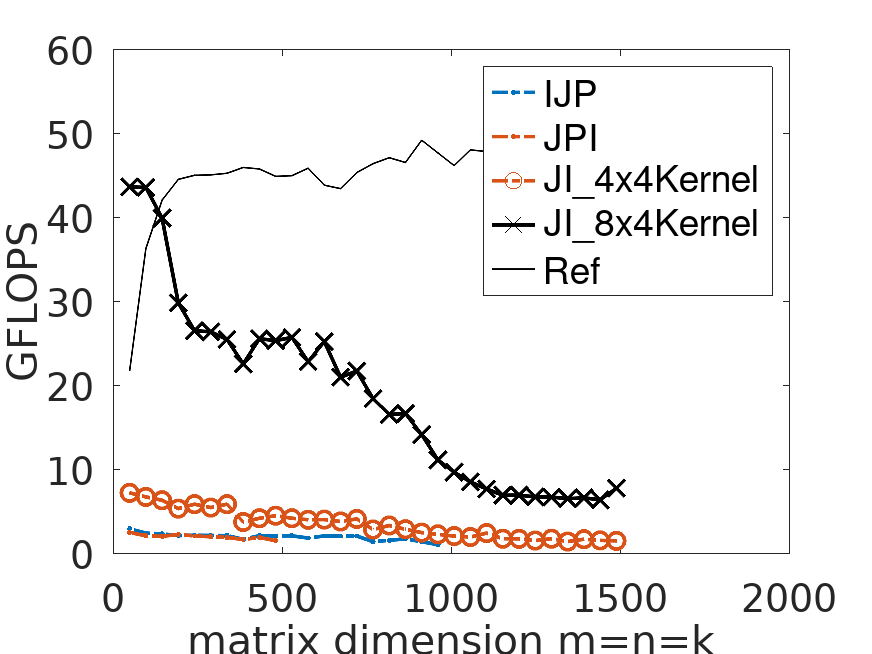 60
50
40
30
20
10
0
GFLOPS
IJP
JPI
JI_4x4Kernel
JI_8x4Kernel
Ref
0 500 1000 1500 2000
matrix dimension m=n=k